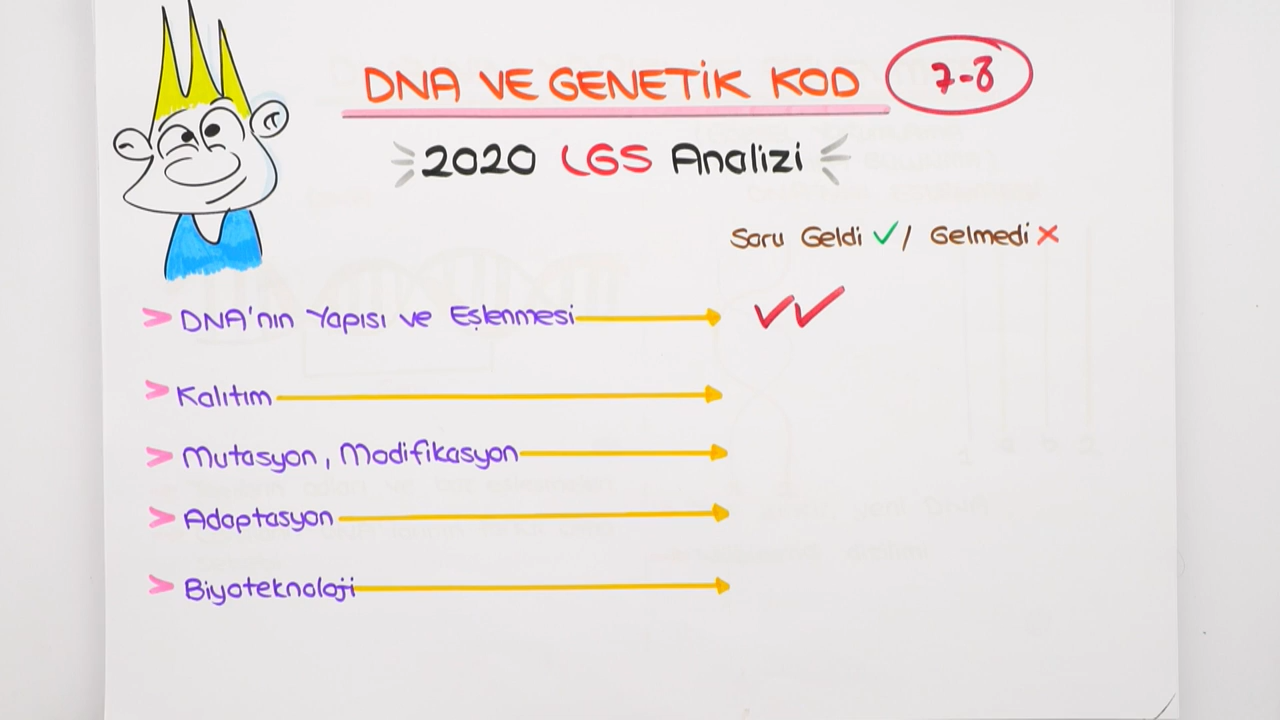 DNA VE GENETİK KOD 7-8
2020 LGS Analizi
Soru Geldi ✓ / Gelmedi ✗
> DNA'nın Yapısı ve Eşlenmesi → ✓✓
> Kalıtım →
> Mutasyon, Modifikasyon →
> Adaptasyon →
> Biyoteknoloji →